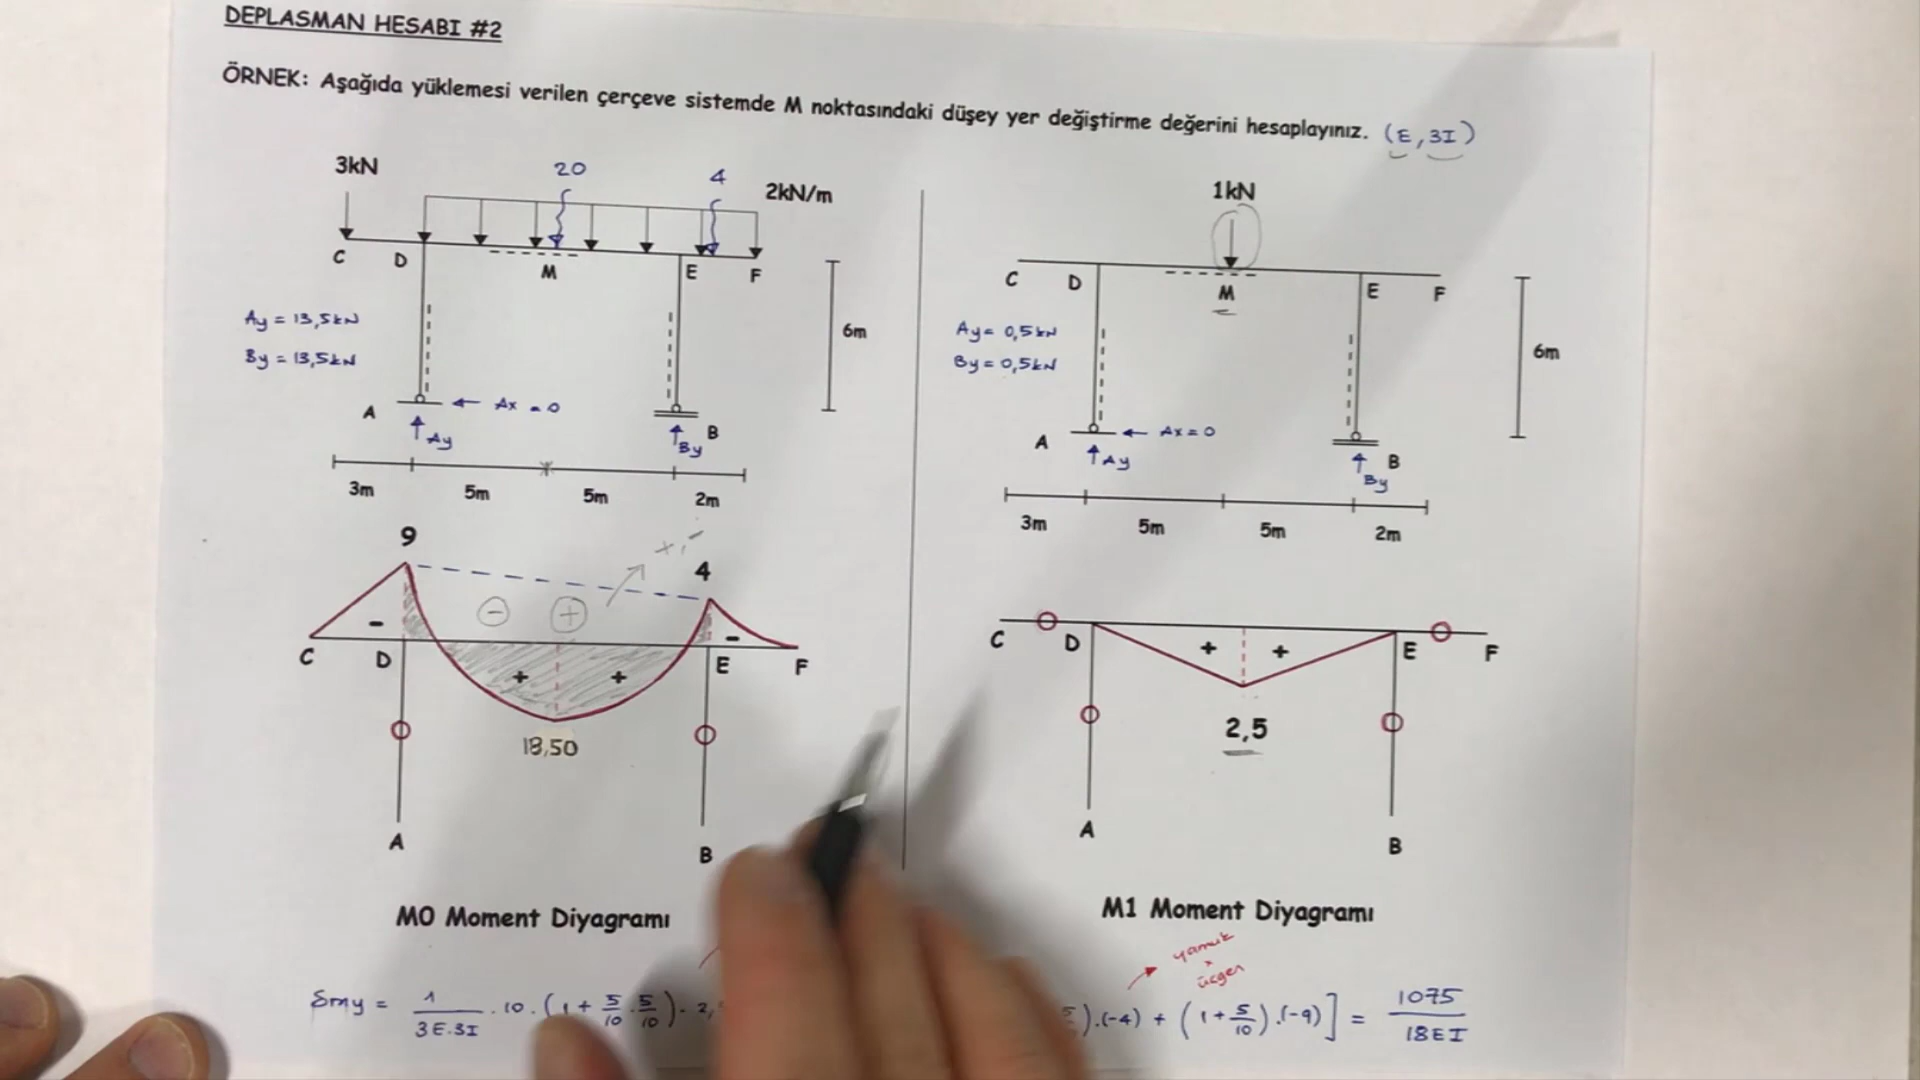 DEPLASMAN HESABI #2
ÖRNEK: Aşağıda yüklemesi verilen çerçeve sistemde M noktasındaki düşey yer değiştirme değerini hesaplayınız. (E, 3I)
3kN
20
4
2kN/m
C D M E F
Ay = 13,5kN
By = 13,5kN
6m
A ← Ax = 0
Ay
By
B
3m 5m 5m 2m
9
+, -
4
- - + -
C D + + E F
18,50
A B
M0 Moment Diyagramı
1kN
C D M E F
Ay = 0,5kN
By = 0,5kN
6m
A ← Ax = 0
Ay
By
B
3m 5m 5m 2m
C D + + E F
2,5
A B
M1 Moment Diyagramı
yamuk
x
üçgen
δmy = 1/3E.3I . 10 . (1 + 5/10 . 5/10) . 2,
) . (-4) + (1 + 5/10) . (-9)] = 1075/18EI